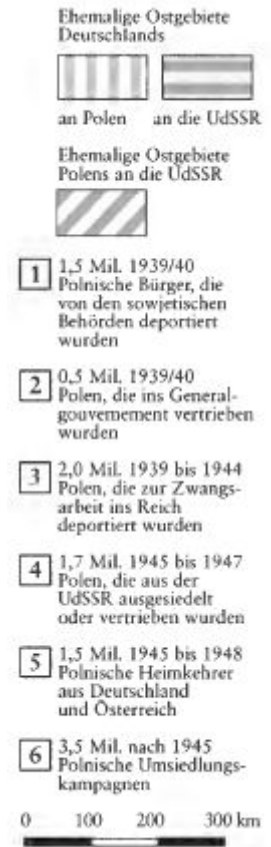 Ehemalige Ostgebiete
Deutschlands
an Polen an die UdSSR
Ehemalige Ostgebiete
Polens an die UdSSR
1 1,5 Mil. 1939/40
Polnische Bürger, die
von den sowjetischen
Behörden deportiert
wurden
2 0,5 Mil. 1939/40
Polen, die ins General-
gouvernement vertrieben
wurden
3 2,0 Mil. 1939 bis 1944
Polen, die zur Zwangs-
arbeit ins Reich
deportiert wurden
4 1,7 Mil. 1945 bis 1947
Polen, die aus der
UdSSR ausgesiedelt
oder vertrieben wurden
5 1,5 Mil. 1945 bis 1948
Polnische Heimkehrer
aus Deutschland
und Österreich
6 3,5 Mil. nach 1945
Polnische Umsiedlungs-
kampagnen
0 100 200 300 km